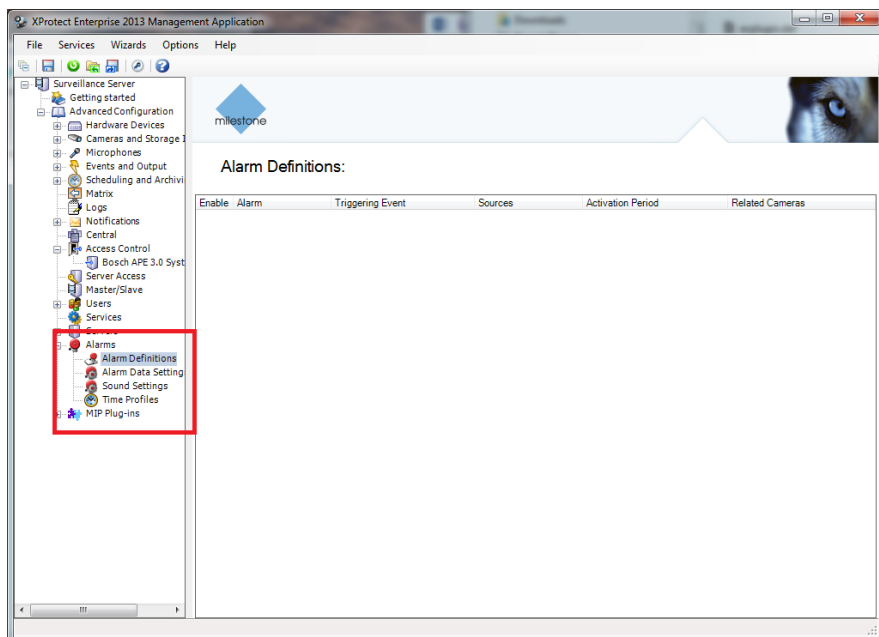 XProtect Enterprise 2013 Management Application
File Services Wizards Options Help
Surveillance Server
Getting started
Advanced Configuration
Hardware Devices
Cameras and Storage I
Microphones
Events and Output
Scheduling and Archivi
Matrix
Logs
Notifications
Central
Access Control
Bosch APE 3.0 Syst
Server Access
Master/Slave
Users
Services
Servers
Alarms
Alarm Definitions
Alarm Data Setting
Sound Settings
Time Profiles
MIP Plug-ins
milestone
Alarm Definitions:
Enable Alarm Triggering Event Sources Activation Period Related Cameras